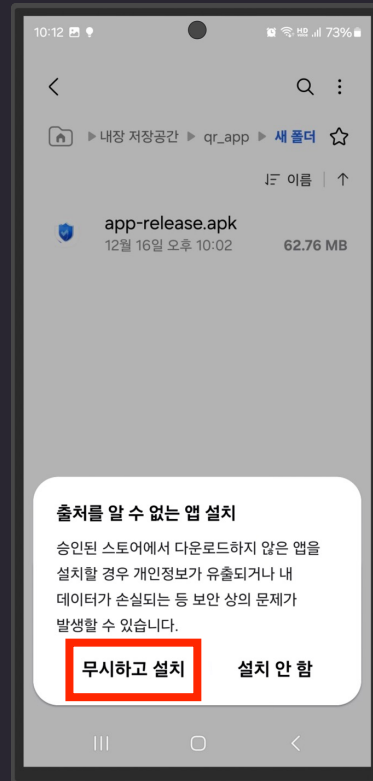 10:12 73%
내장 저장공간 ▶ qr_app ▶ 새 폴더
이름
app-release.apk
12월 16일 오후 10:02 62.76 MB
출처를 알 수 없는 앱 설치
승인된 스토어에서 다운로드하지 않은 앱을
설치할 경우 개인정보가 유출되거나 내
데이터가 손실되는 등 보안 상의 문제가
발생할 수 있습니다.
무시하고 설치 설치 안 함